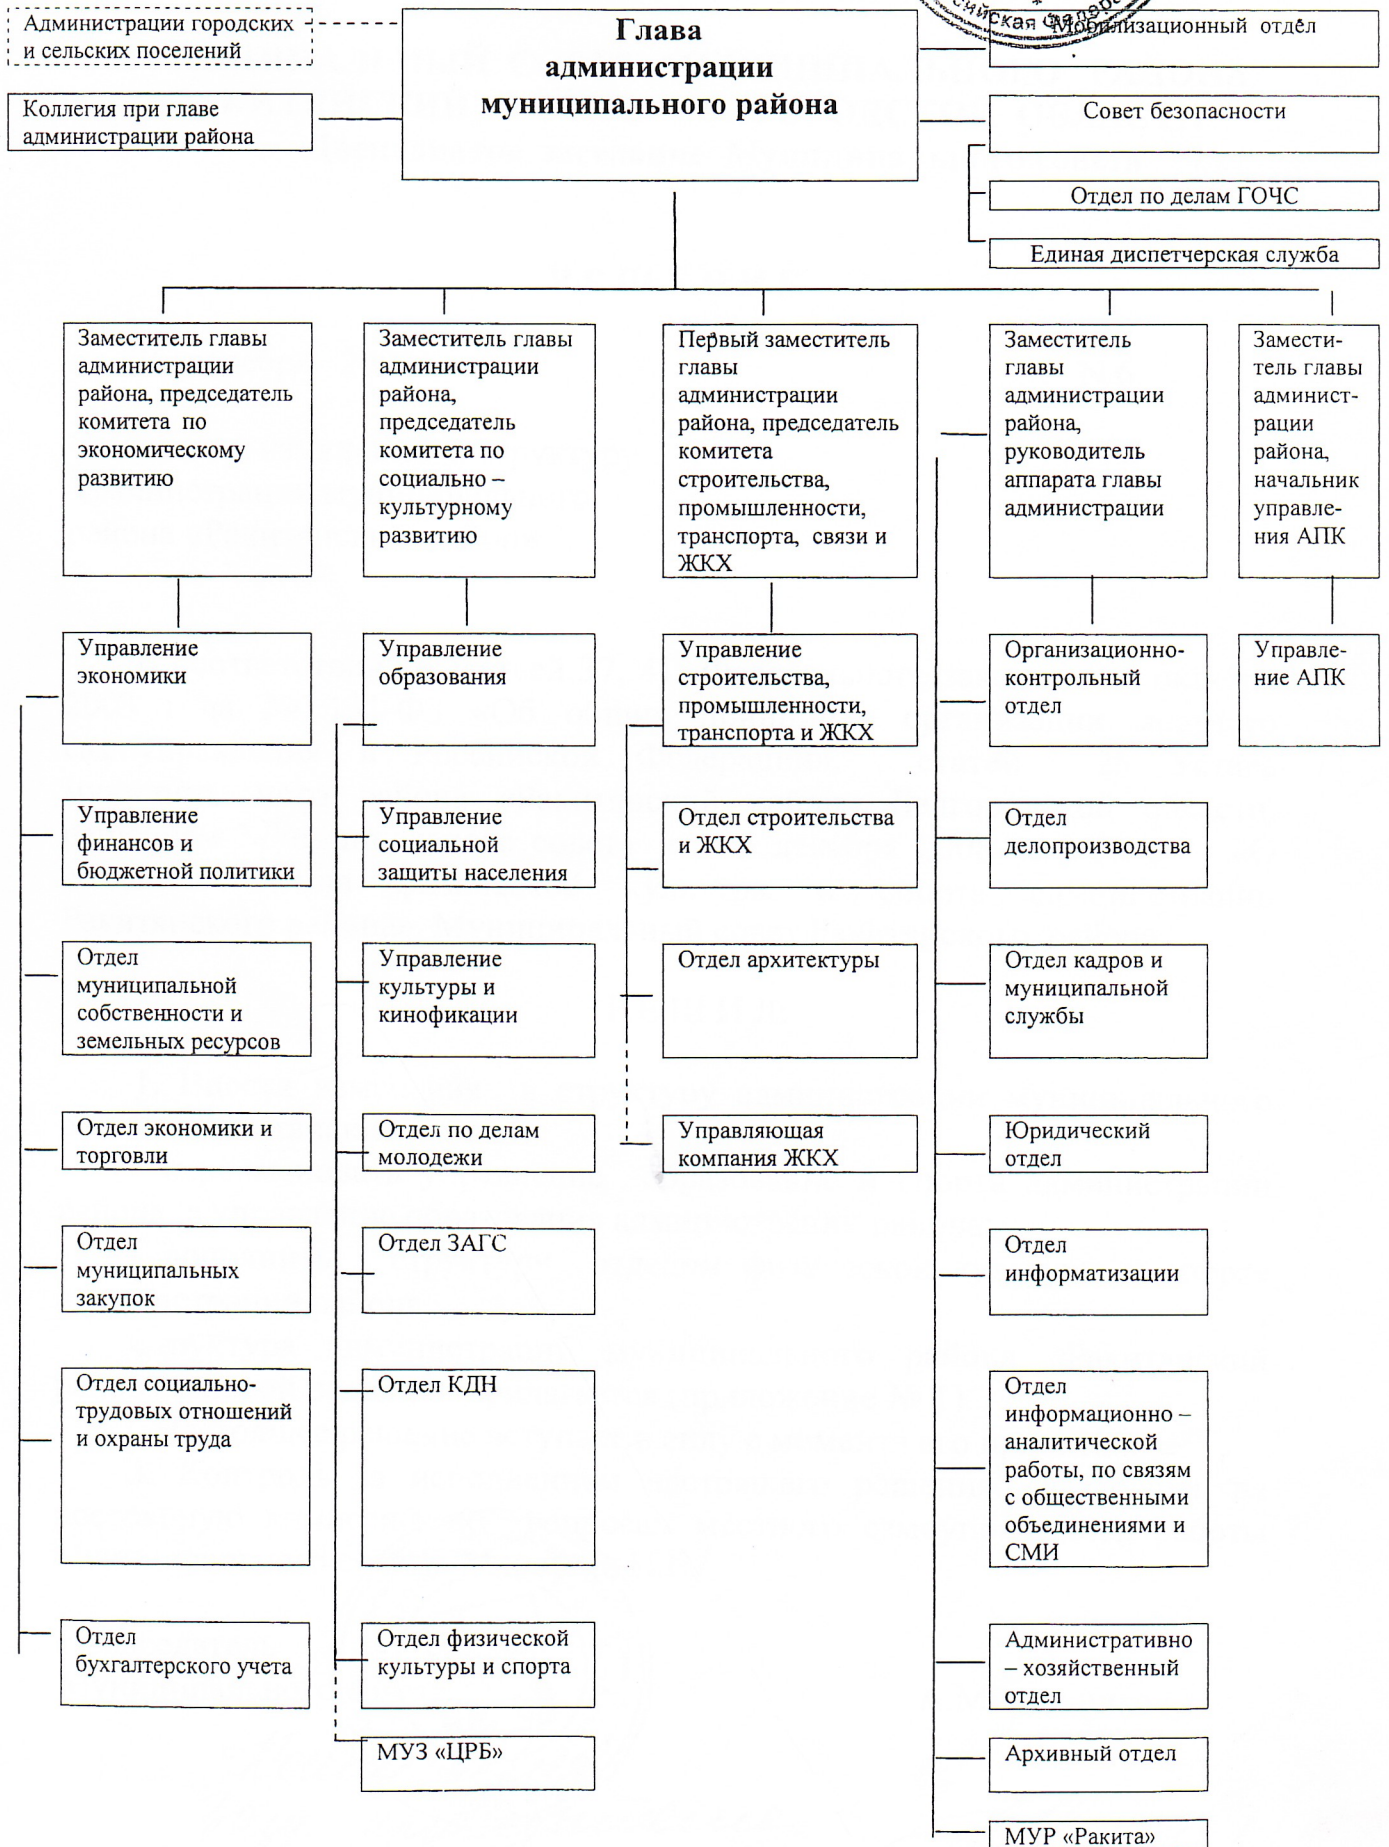 Администрации городских
и сельских поселений
Коллегия при главе
администрации района
Глава
администрации
муниципального района
Мобилизационный отдел
Совет безопасности
Отдел по делам ГОЧС
Единая диспетчерская служба
Заместитель главы
администрации
района, председатель
комитета по
экономическому
развитию
Заместитель главы
администрации
района,
председатель
комитета по
социально –
культурному
развитию
Первый заместитель
главы
администрации
района, председатель
комитета
строительства,
промышленности,
транспорта, связи и
ЖКХ
Заместитель
главы
администрации
района,
руководитель
аппарата главы
администрации
Замести-
тель главы
админист-
рации
района,
начальник
управле-
ния АПК
Управление
экономики
Управление
финансов и
бюджетной политики
Отдел
муниципальной
собственности и
земельных ресурсов
Отдел экономики и
торговли
Отдел
муниципальных
закупок
Отдел социально-
трудовых отношений
и охраны труда
Отдел
бухгалтерского учета
Управление
образования
Управление
социальной
защиты населения
Управление
культуры и
кинофикации
Отдел по делам
молодежи
Отдел ЗАГС
Отдел КДН
Отдел физической
культуры и спорта
МУЗ «ЦРБ»
Управление
строительства,
промышленности,
транспорта и ЖКХ
Отдел строительства
и ЖКХ
Отдел архитектуры
Управляющая
компания ЖКХ
Организационно-
контрольный
отдел
Отдел
делопроизводства
Отдел кадров и
муниципальной
службы
Юридический
отдел
Отдел
информатизации
Отдел
информационно –
аналитической
работы, по связям
с общественными
объединениями и
СМИ
Административно
– хозяйственный
отдел
Архивный отдел
МУР «Ракита»
Управле-
ние АПК